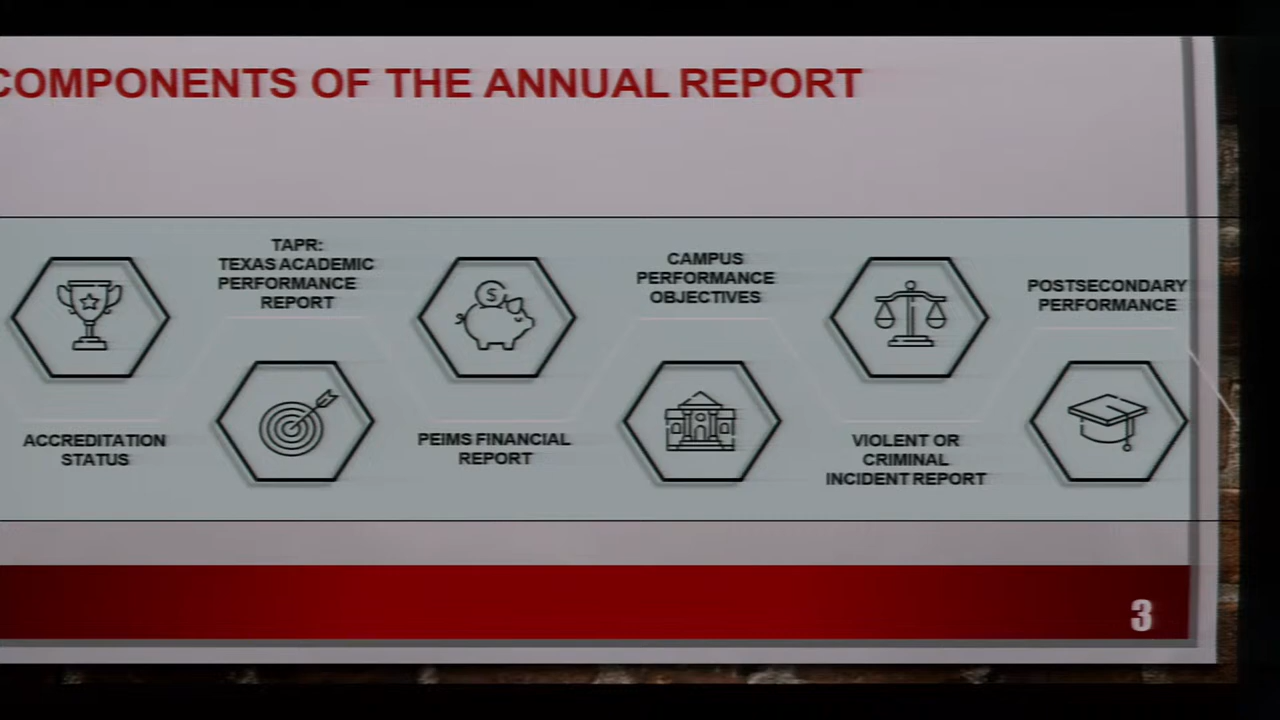 COMPONENTS OF THE ANNUAL REPORT
ACCREDITATION
STATUS
TAPR:
TEXAS ACADEMIC
PERFORMANCE
REPORT
$
PEIMS FINANCIAL
REPORT
CAMPUS
PERFORMANCE
OBJECTIVES
VIOLENT OR
CRIMINAL
INCIDENT REPORT
POSTSECONDARY
PERFORMANCE
3